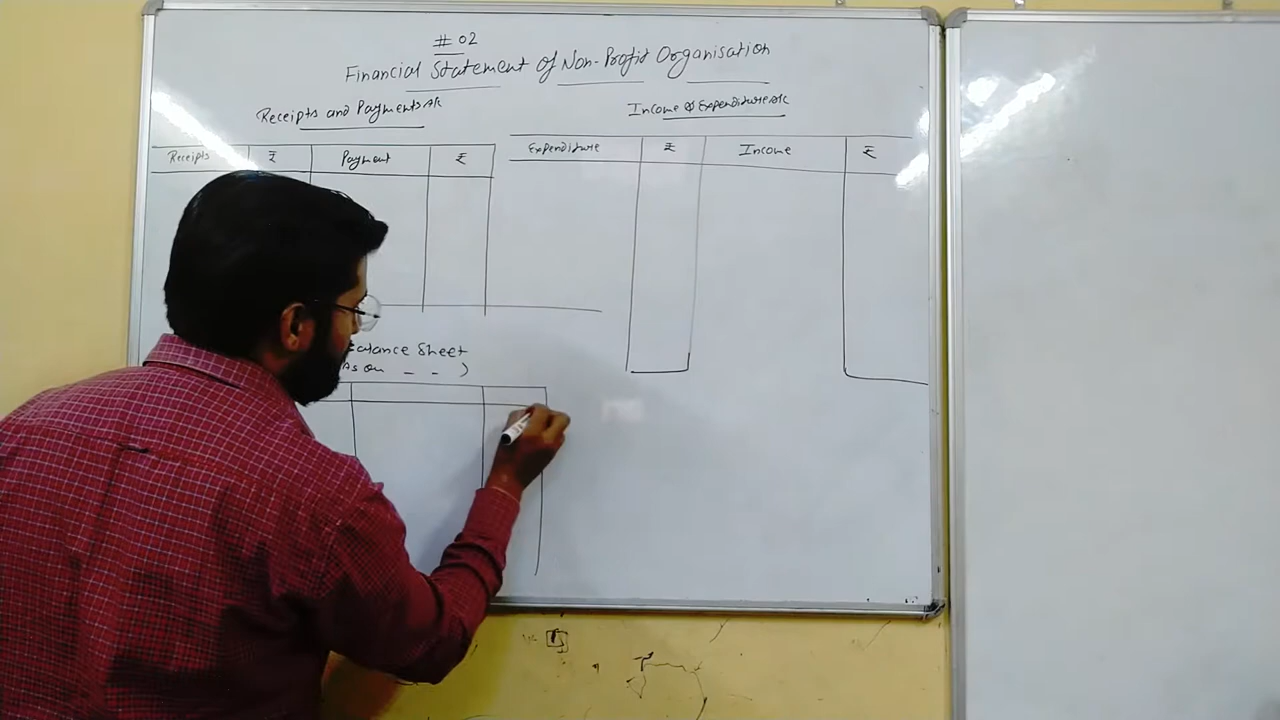 # 02
Financial Statement of Non-Profit Organisation
Receipts and Payments A/c
Receipts ₹ Payment ₹
Income & Expenditure A/c
Expenditure ₹ Income ₹
Balance Sheet
As on _ _ )